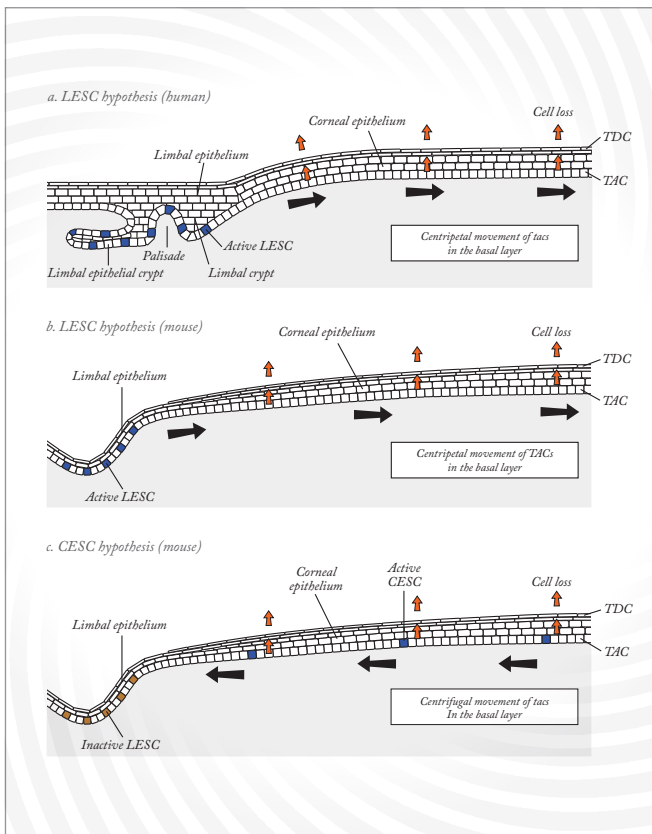 a. LESC hypothesis (human)
Cell loss
Corneal epithelium
TDC
Limbal epithelium
TAC
Active LESC
Palisade
Limbal epithelial crypt
Limbal crypt
Centripetal movement of tacs
in the basal layer
b. LESC hypothesis (mouse)
Corneal epithelium
Cell loss
TDC
Limbal epithelium
TAC
Centripetal movement of TACs
in the basal layer
Active LESC
c. CESC hypothesis (mouse)
Active
CESC
Corneal
epithelium
Cell loss
TDC
Limbal epithelium
TAC
Centrifugal movement of tacs
In the basal layer
Inactive LESC